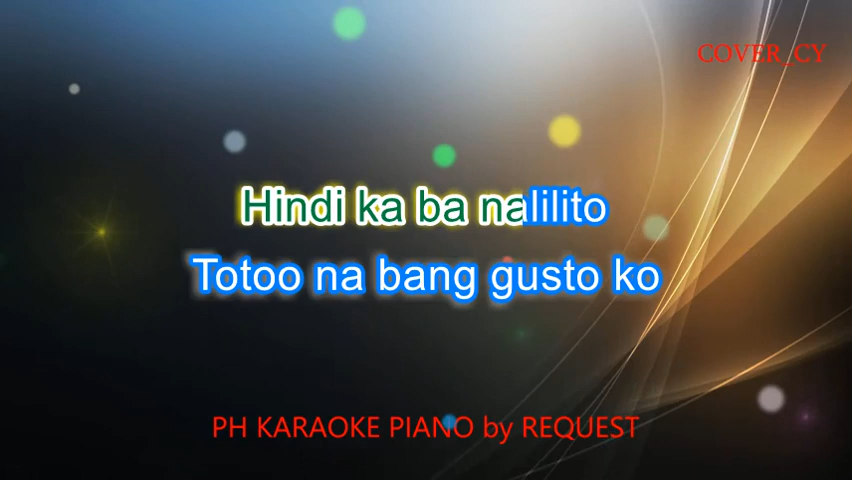 COVER_CY
Hindi ka ba nalilito
Totoo na bang gusto ko
PH KARAOKE PIANO by REQUEST